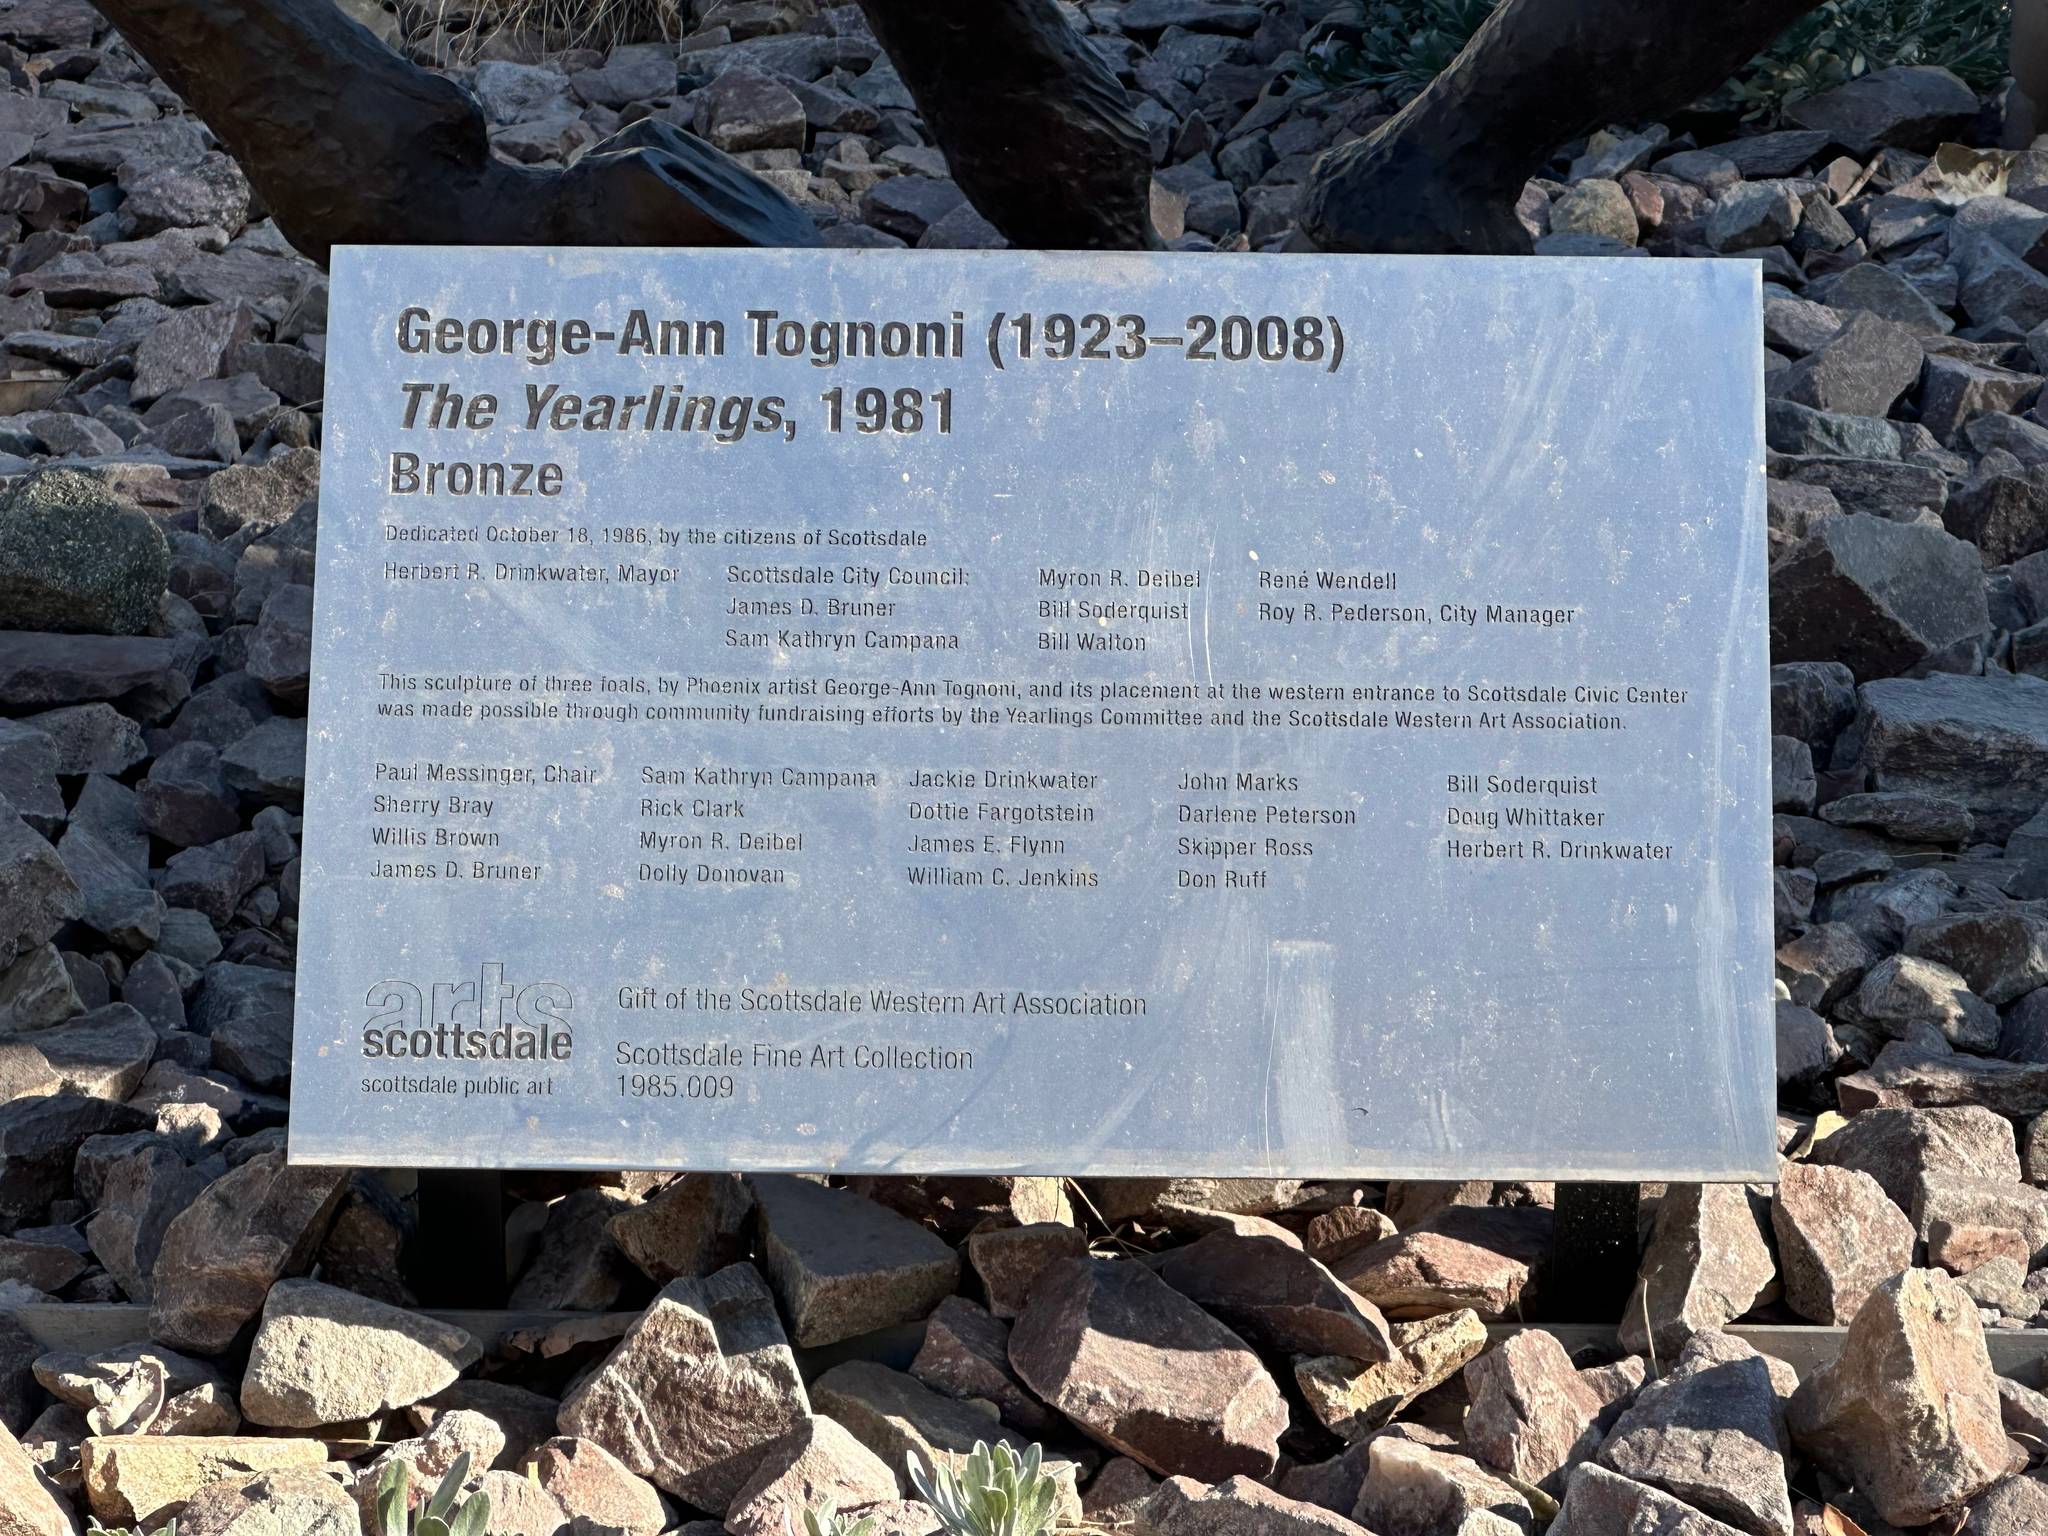 George-Ann Tognoni (1923–2008)
The Yearlings, 1981
Bronze
Dedicated October 18, 1986, by the citizens of Scottsdale
Herbert R. Drinkwater, Mayor
Scottsdale City Council:
James D. Bruner
Sam Kathryn Campana
Myron R. Deibel
Bill Soderquist
Bill Walton
René Wendell
Roy R. Pederson, City Manager
This sculpture of three foals, by Phoenix artist George-Ann Tognoni, and its placement at the western entrance to Scottsdale Civic Center
was made possible through community fundraising efforts by the Yearlings Committee and the Scottsdale Western Art Association.
Paul Messinger, Chair
Sherry Bray
Willis Brown
James D. Bruner
Sam Kathryn Campana
Rick Clark
Myron R. Deibel
Dolly Donovan
Jackie Drinkwater
Dottie Fargotstein
James E. Flynn
William C. Jenkins
John Marks
Darlene Peterson
Skipper Ross
Don Ruff
Bill Soderquist
Doug Whittaker
Herbert R. Drinkwater
arts
scottsdale
scottsdale public art
Gift of the Scottsdale Western Art Association
Scottsdale Fine Art Collection
1985.009